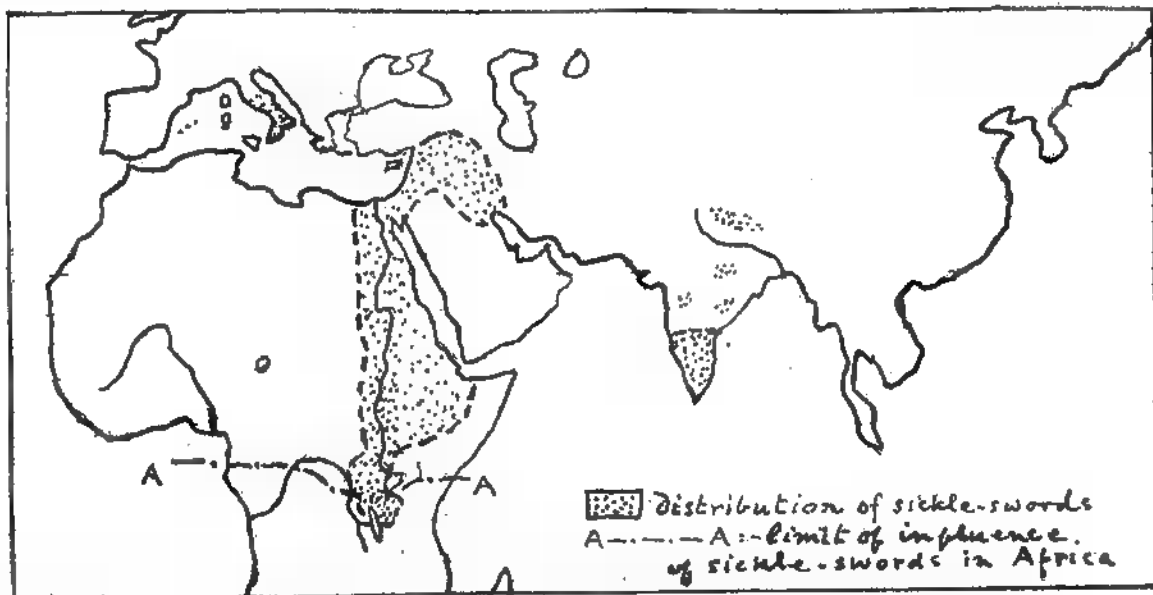 A
A
distribution of sickle-swords
A-.-.-A :- limit of influence.
of sickle-swords in Africa